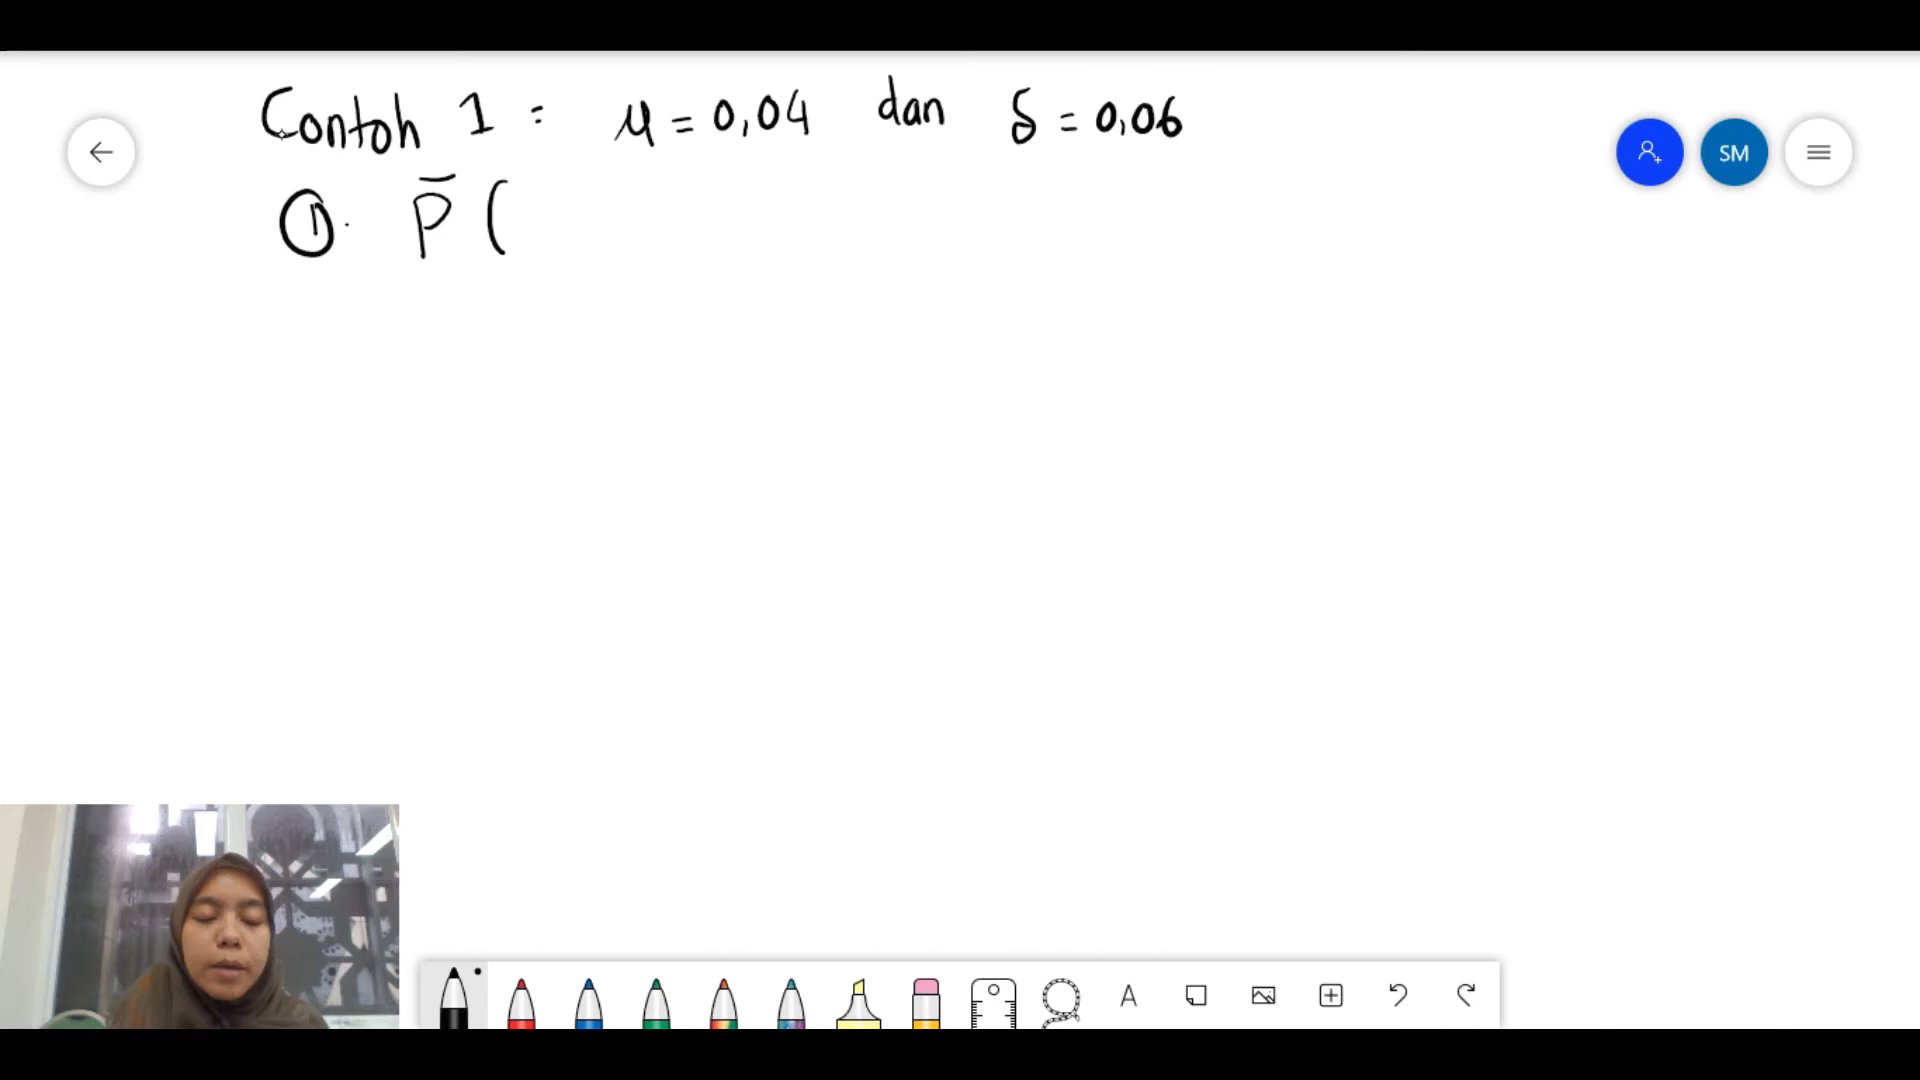 Contoh 1 : μ = 0,04 dan δ = 0,06
① . P̄ (
SM
A